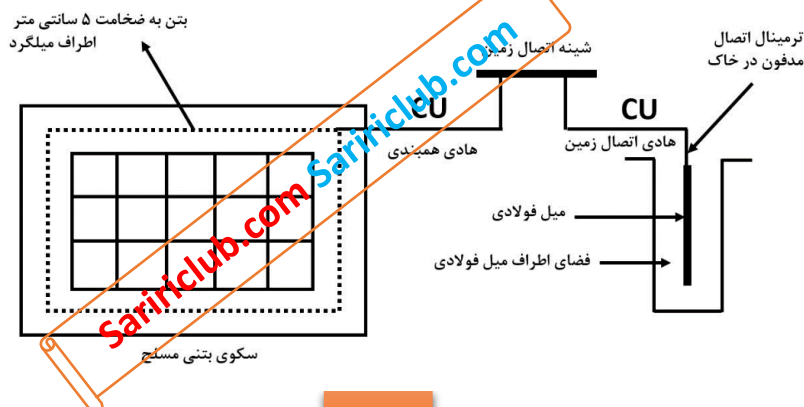 بتن به ضخامت ۵ سانتی متر
اطراف میلگرد
شینه اتصال زمین
ترمینال اتصال
مدفون در خاک
CU
CU
هادی همبندی
هادی اتصال زمین
میل فولادی
فضای اطراف میل فولادی
سکوی بتنی مسلح
Saririclub.com Saririclub.com